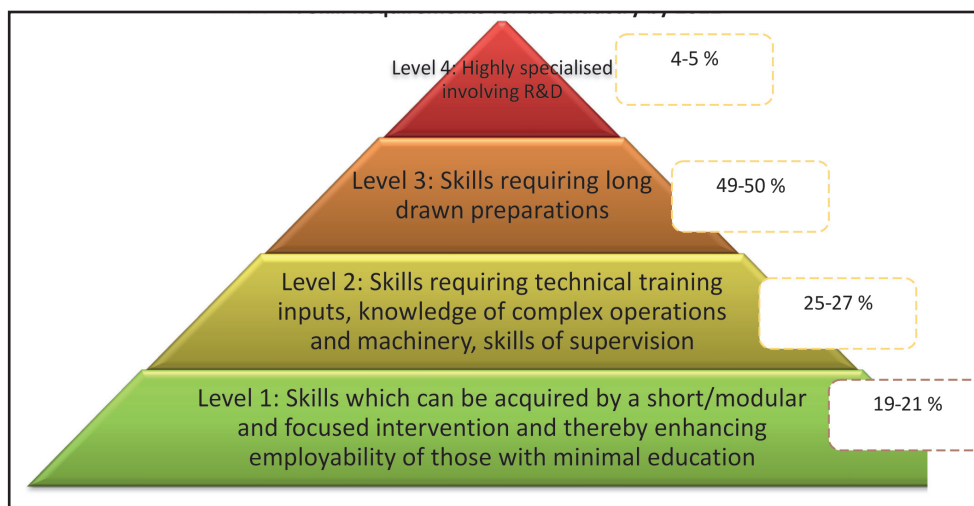 Level 4: Highly specialised
involving R&D
4-5 %
Level 3: Skills requiring long
drawn preparations
49-50 %
Level 2: Skills requiring technical training
inputs, knowledge of complex operations
and machinery, skills of supervision
25-27 %
Level 1: Skills which can be acquired by a short/modular
and focused intervention and thereby enhancing
employability of those with minimal education
19-21 %